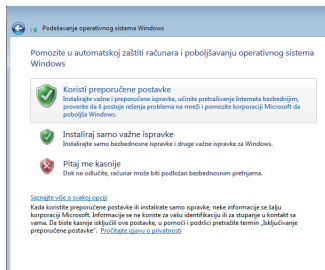 Podešavanje operativnog sistema Windows
Pomozite u automatskoj zaštiti računara i poboljšavanju operativnog sistema
Windows
Koristi preporučene postavke
Instalirajte važne i preporučene ispravke, učinite pretraživanje Interneta bezbednijim,
proverite da li postoje rešenja problema na mreži i pomozite korporaciji Microsoft da
poboljša Windows.
Instaliraj samo važne ispravke
Instalirajte samo bezbednosne ispravke i druge važne ispravke za Windows.
Pitaj me kasnije
Dok ne odlučite, računar može biti podložan bezbednosnim pretnjama.
Saznajte više o svakoj opciji
Kada koristite preporučene postavke ili instalirate samo ispravke, neke informacije se šalju
korporaciji Microsoft. Informacije se ne koriste za vašu identifikaciju ili za stupanje u kontakt sa
vama. Da biste kasnije isključili ove postavke, u pomoći i podršci pretražite termin „Isključivanje
preporučene postavke“. Pročitajte izjavu o privatnosti